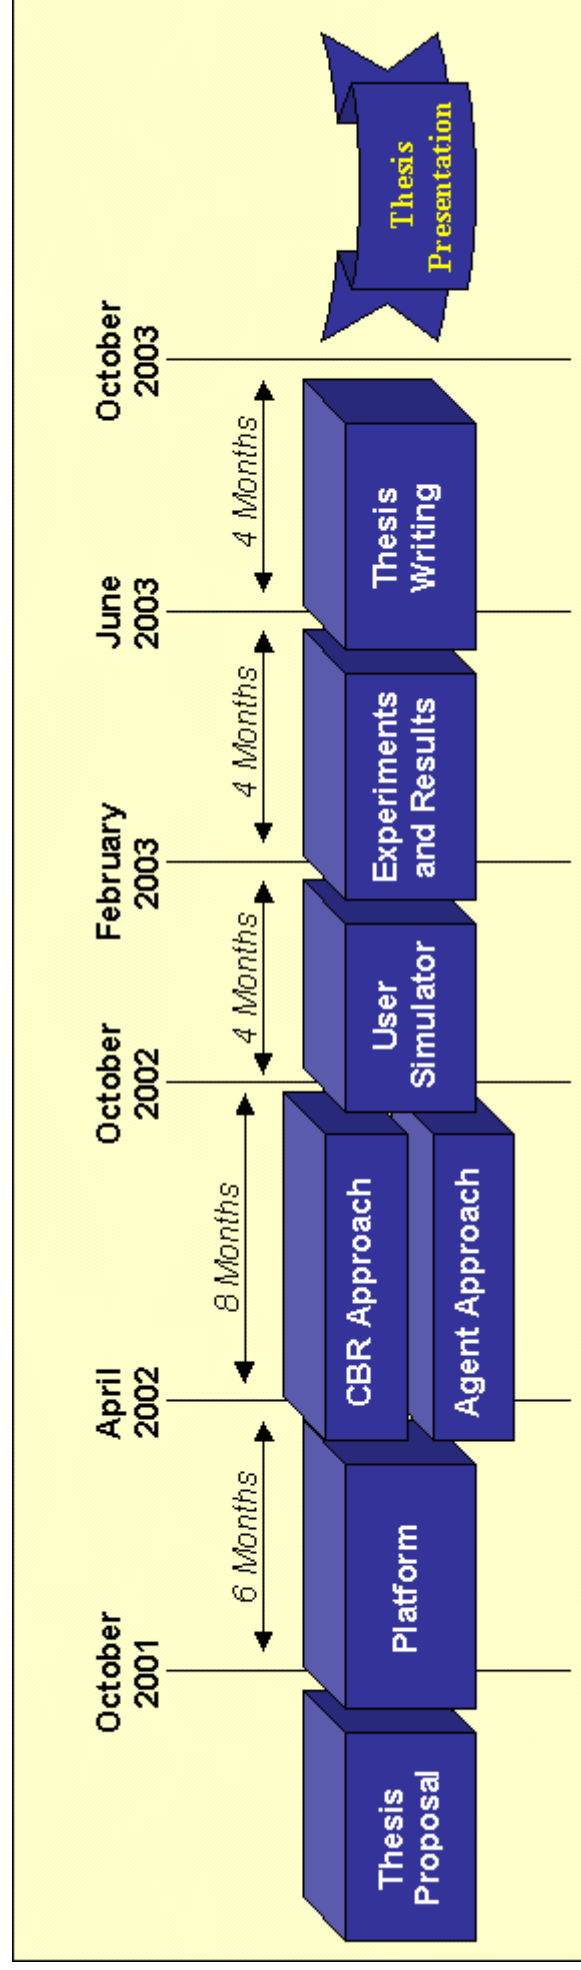 October
2001
April
2002
October
2002
February
2003
June
2003
October
2003
6 Months
8 Months
4 Months
4 Months
4 Months
Thesis
Proposal
Platform
CBR Approach
Agent Approach
User
Simulator
Experiments
and Results
Thesis
Writing
Thesis
Presentation